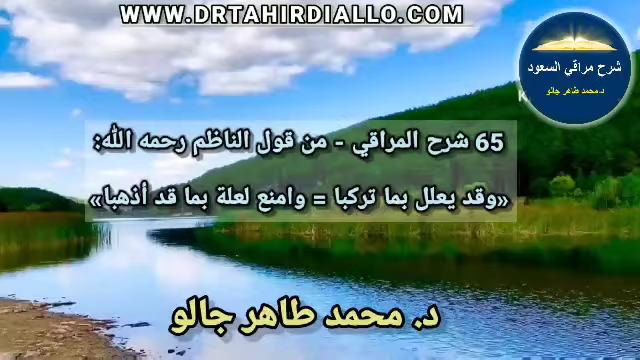 WWW.DRTAHIRDIALLO.COM
شرح مراقي السعود
د.محمد طاهر جالو
65 شرح المراقي - من قول الناظم رحمه الله:
«وقد يعلل بما تركبا = وامنع لعلة بما قد أذهبا»
د. محمد طاهر جالو